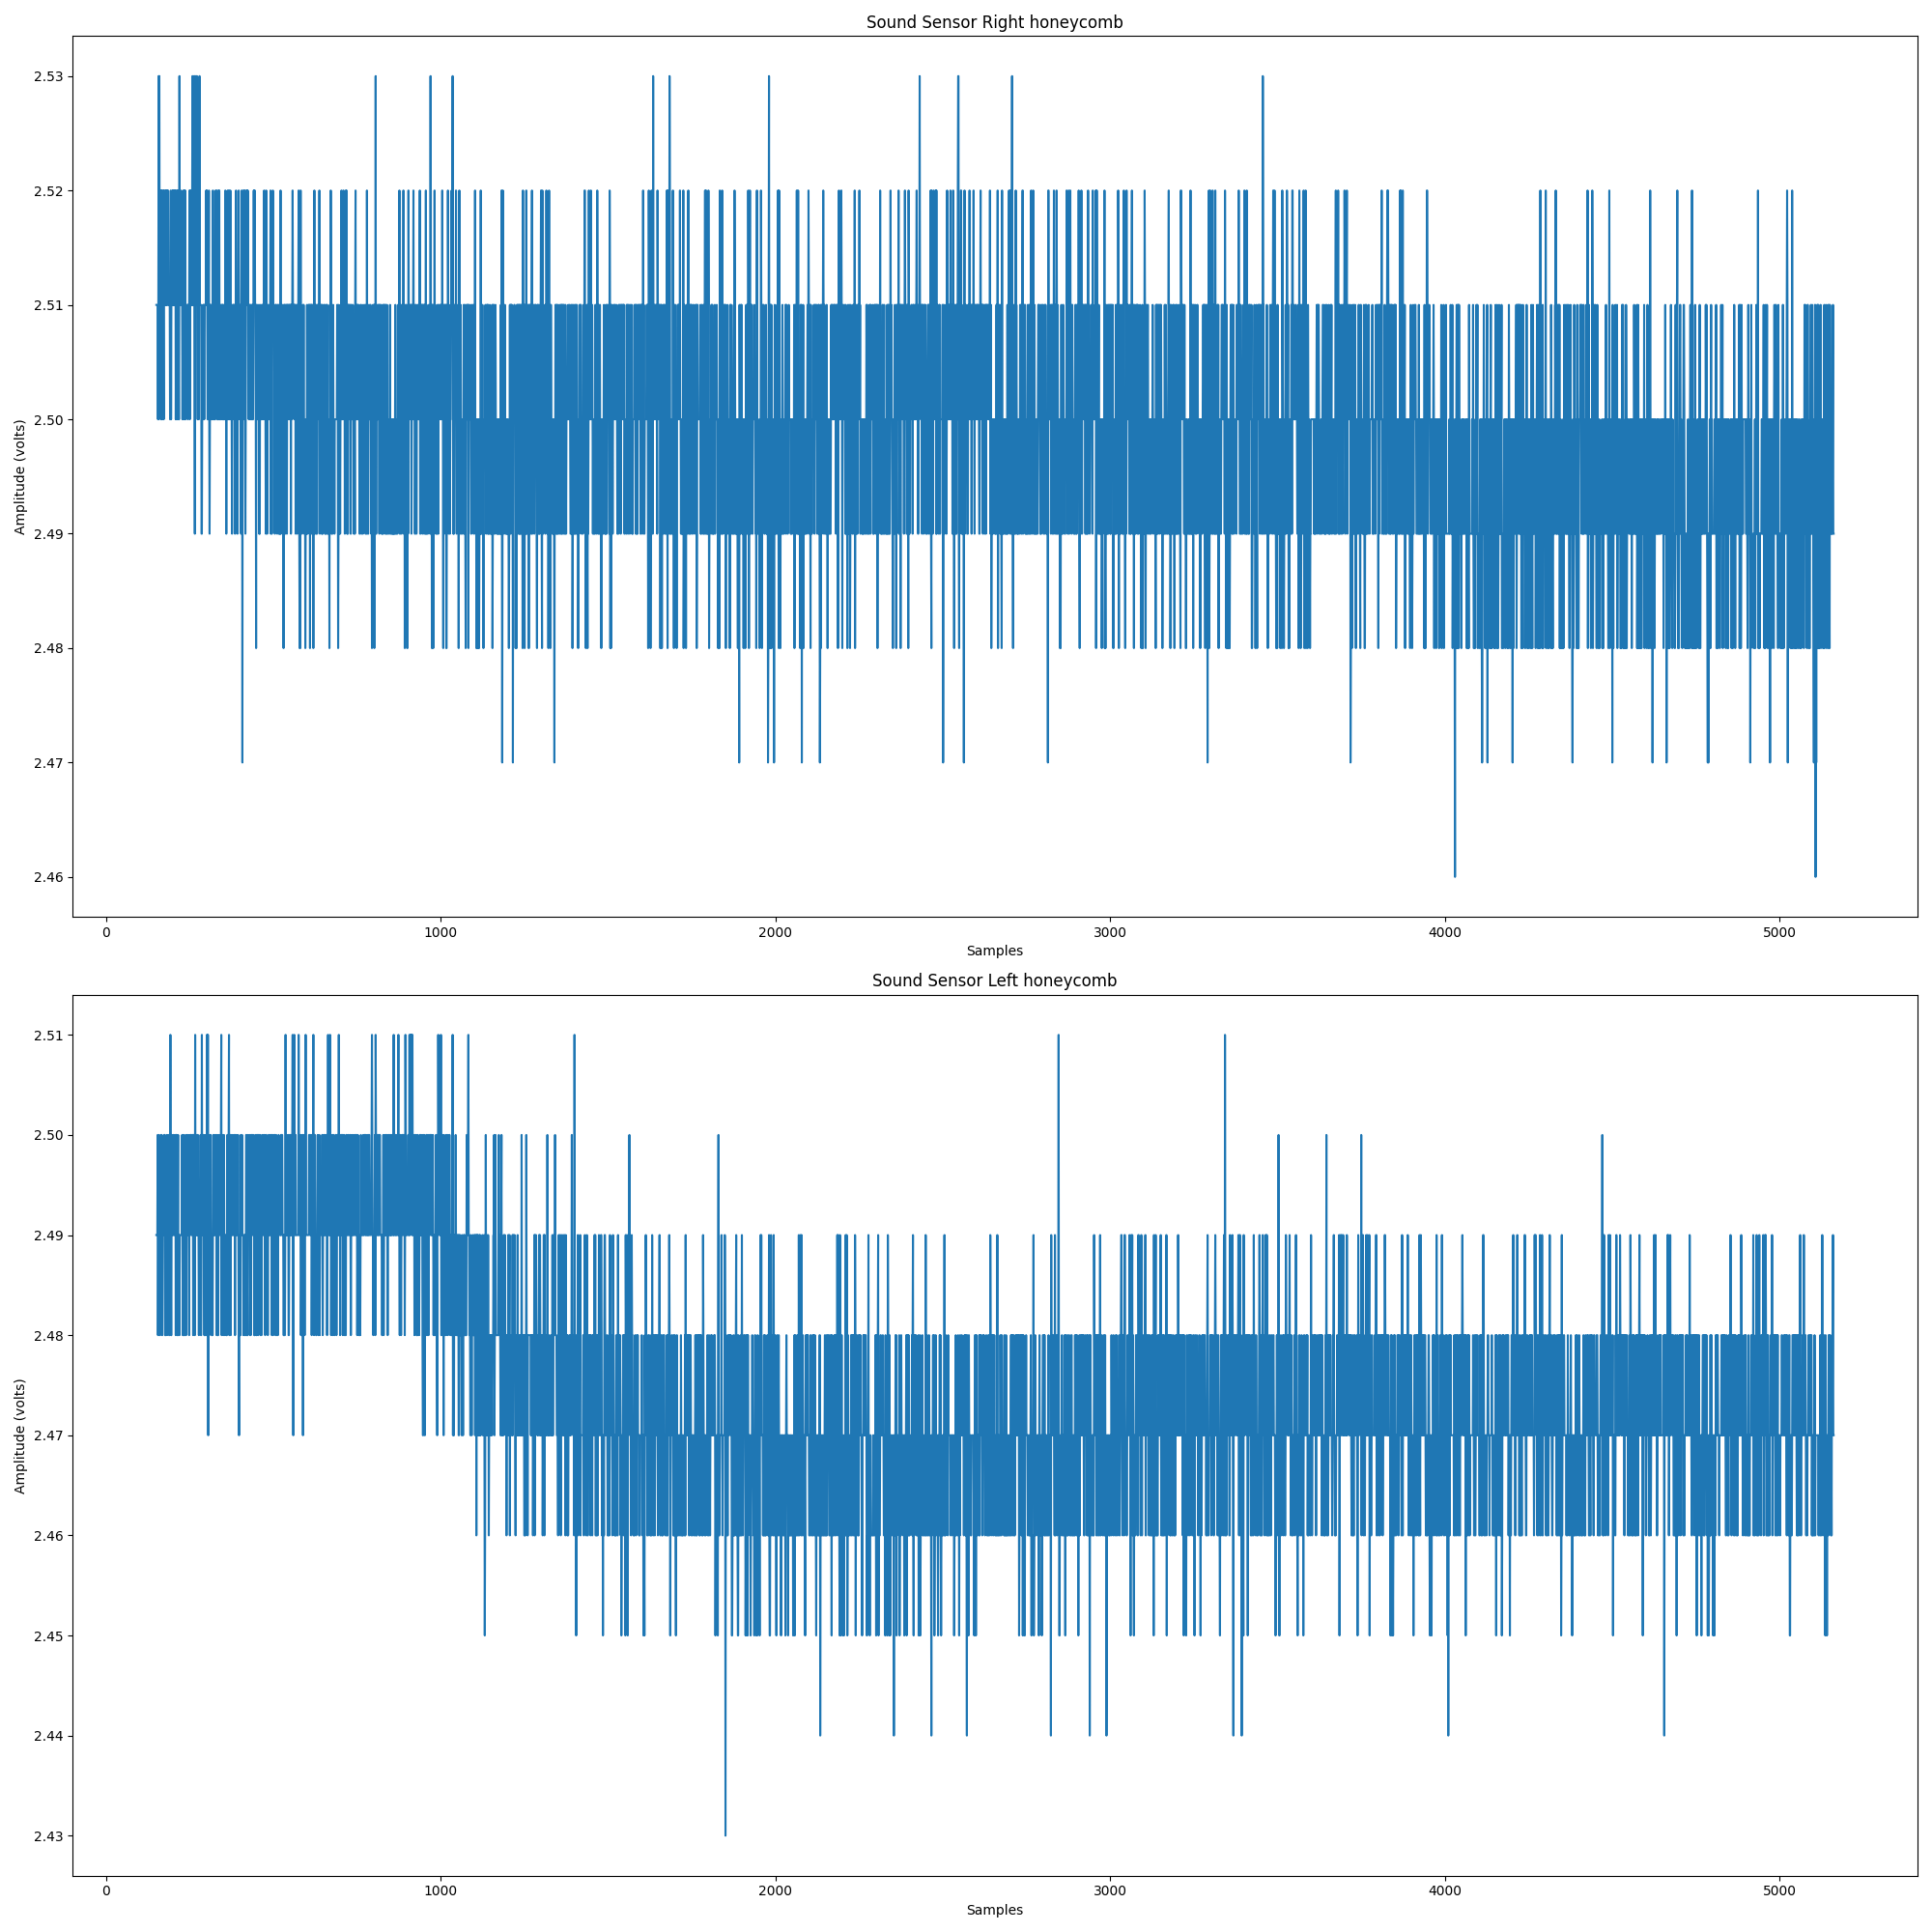 Sound Sensor Right honeycomb
2.53
2.52
2.51
2.50
2.49
2.48
2.47
2.46
Amplitude (volts)
0 1000 2000 3000 4000 5000
Samples
Sound Sensor Left honeycomb
2.51
2.50
2.49
2.48
2.47
2.46
2.45
2.44
2.43
Amplitude (volts)
0 1000 2000 3000 4000 5000
Samples